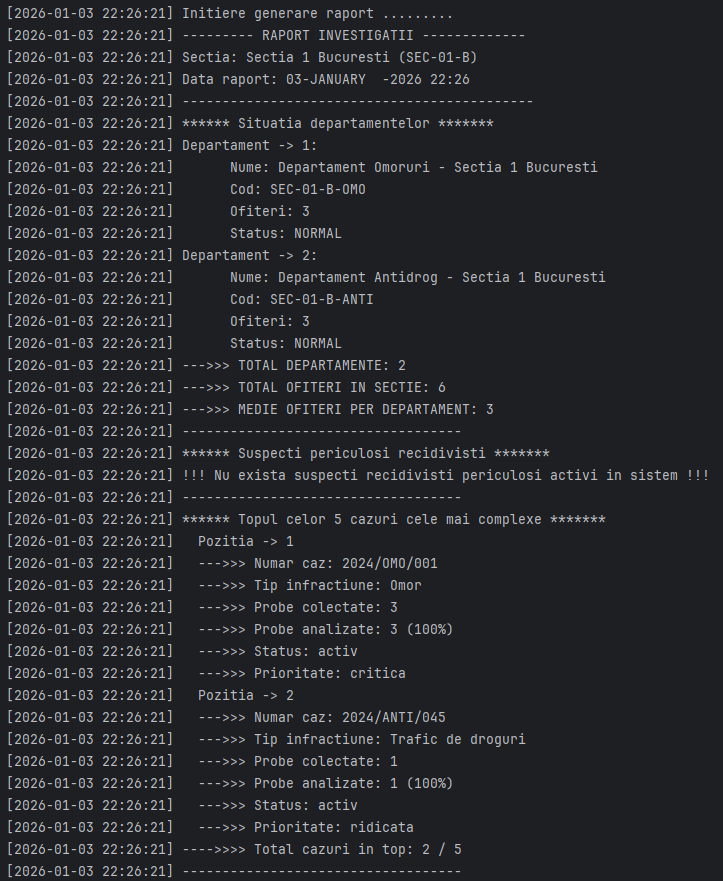 [2026-01-03 22:26:21] Initiere generare raport .........
[2026-01-03 22:26:21] --------- RAPORT INVESTIGATII -------------
[2026-01-03 22:26:21] Sectia: Sectia 1 Bucuresti (SEC-01-B)
[2026-01-03 22:26:21] Data raport: 03-JANUARY  -2026 22:26
[2026-01-03 22:26:21] --------------------------------------------
[2026-01-03 22:26:21] ****** Situatia departamentelor *******
[2026-01-03 22:26:21] Departament -> 1:
[2026-01-03 22:26:21]       Nume: Departament Omoruri - Sectia 1 Bucuresti
[2026-01-03 22:26:21]       Cod: SEC-01-B-OMO
[2026-01-03 22:26:21]       Ofiteri: 3
[2026-01-03 22:26:21]       Status: NORMAL
[2026-01-03 22:26:21] Departament -> 2:
[2026-01-03 22:26:21]       Nume: Departament Antidrog - Sectia 1 Bucuresti
[2026-01-03 22:26:21]       Cod: SEC-01-B-ANTI
[2026-01-03 22:26:21]       Ofiteri: 3
[2026-01-03 22:26:21]       Status: NORMAL
[2026-01-03 22:26:21] --->>> TOTAL DEPARTAMENTE: 2
[2026-01-03 22:26:21] --->>> TOTAL OFITERI IN SECTIE: 6
[2026-01-03 22:26:21] --->>> MEDIE OFITERI PER DEPARTAMENT: 3
[2026-01-03 22:26:21] -----------------------------------
[2026-01-03 22:26:21] ****** Suspecti periculosi recidivisti *******
[2026-01-03 22:26:21] !!! Nu exista suspecti recidivisti periculosi activi in sistem !!!
[2026-01-03 22:26:21] -----------------------------------
[2026-01-03 22:26:21] ****** Topul celor 5 cazuri cele mai complexe *******
[2026-01-03 22:26:21]   Pozitia -> 1
[2026-01-03 22:26:21]   --->>> Numar caz: 2024/OMO/001
[2026-01-03 22:26:21]   --->>> Tip infractiune: Omor
[2026-01-03 22:26:21]   --->>> Probe colectate: 3
[2026-01-03 22:26:21]   --->>> Probe analizate: 3 (100%)
[2026-01-03 22:26:21]   --->>> Status: activ
[2026-01-03 22:26:21]   --->>> Prioritate: critica
[2026-01-03 22:26:21]   Pozitia -> 2
[2026-01-03 22:26:21]   --->>> Numar caz: 2024/ANTI/045
[2026-01-03 22:26:21]   --->>> Tip infractiune: Trafic de droguri
[2026-01-03 22:26:21]   --->>> Probe colectate: 1
[2026-01-03 22:26:21]   --->>> Probe analizate: 1 (100%)
[2026-01-03 22:26:21]   --->>> Status: activ
[2026-01-03 22:26:21]   --->>> Prioritate: ridicata
[2026-01-03 22:26:21] ---->>>> Total cazuri in top: 2 / 5
[2026-01-03 22:26:21] -----------------------------------